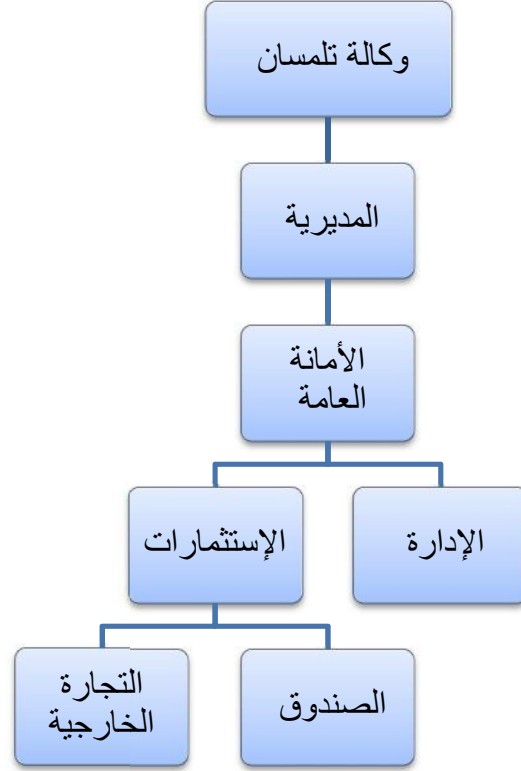 وكالة تلمسان
المديرية
الأمانة
العامة
الإدارة
الإستثمارات
الصندوق
التجارة
الخارجية